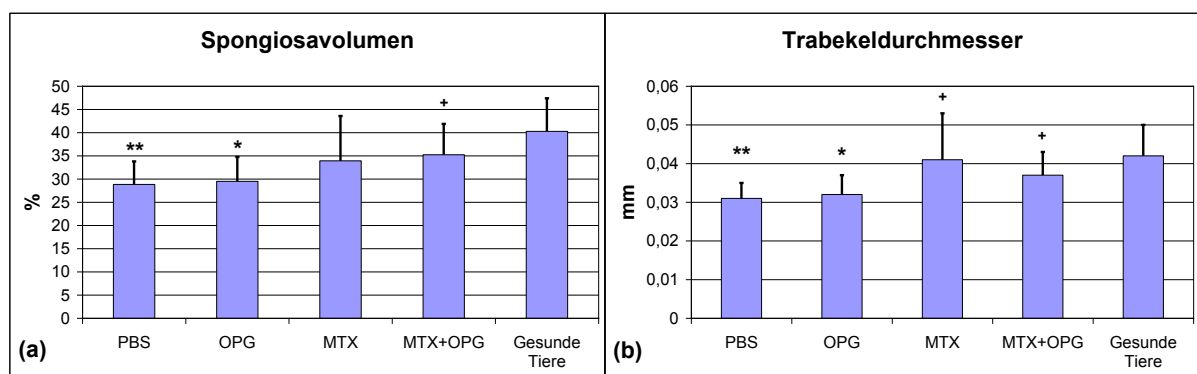 Spongiosavolumen
50
45
40
35
30
25
20
15
10
5
0
%
** * +
PBS OPG MTX MTX+OPG Gesunde
Tiere
(a)
Trabekeldurchmesser
0,06
0,05
0,04
0,03
0,02
0,01
0
mm
** * + +
PBS OPG MTX MTX+OPG Gesunde
Tiere
(b)